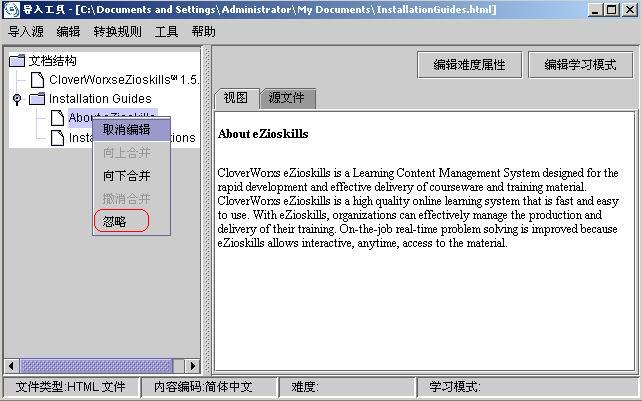 导入工具 - [C:\Documents and Settings\Administrator\My Documents\InstallationGuides.html]
导入源 编辑 转换规则 工具 帮助
文档结构
CloverWorxseZioskills℠ 1.5.
Installation Guides
About eZioskills
取消编辑
向上合并
向下合并
撤消合并
忽略
编辑难度属性 编辑学习模式
视图 源文件
About eZioskills
CloverWorxs eZioskills is a Learning Content Management System designed for the
rapid development and effective delivery of courseware and training material.
CloverWorxs eZioskills is a high quality online learning system that is fast and easy
to use. With eZioskills, organizations can effectively manage the production and
delivery of their training. On-the-job real-time problem solving is improved because
eZioskills allows interactive, anytime, access to the material.
文件类型:HTML 文件 内容编码:简体中文 难度: 学习模式: